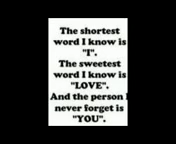 The shortest
word I know is
"I".
The sweetest
word I know is
"LOVE".
And the person I
never forget is
"YOU".